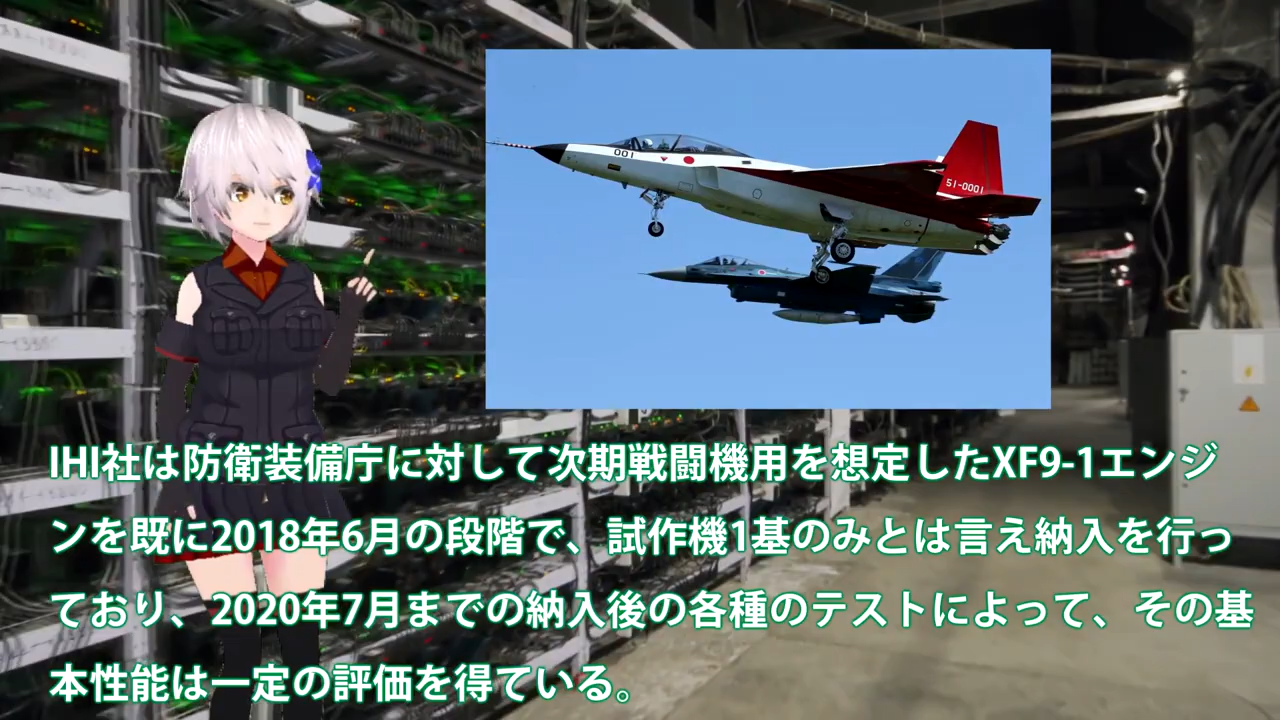 001
51-0001
IHI社は防衛装備庁に対して次期戦闘機用を想定したXF9-1エンジ
ンを既に2018年6月の段階で、試作機1基のみとは言え納入を行っ
ており、2020年7月までの納入後の各種のテストによって、その基
本性能は一定の評価を得ている。